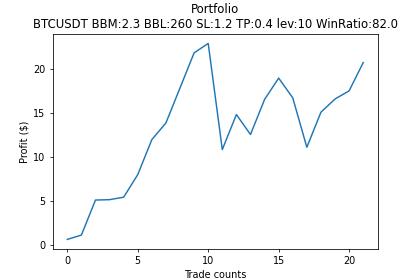 Portfolio
BTCUSDT BBM:2.3 BBL:260 SL:1.2 TP:0.4 lev:10 WinRatio:82.0
20
15
10
5
0
Profit ($)
0 5 10 15 20
Trade counts